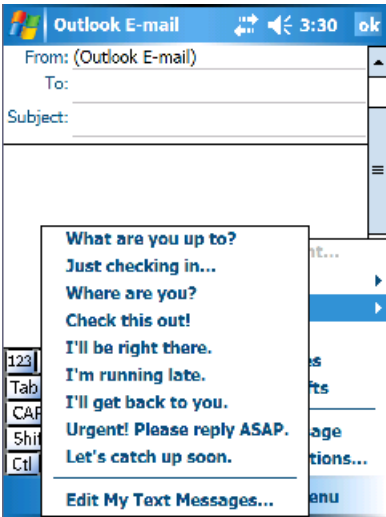 Outlook E-mail 3:30 ok
From: (Outlook E-mail)
To:
Subject:
What are you up to?
Just checking in...
Where are you?
Check this out!
I'll be right there.
I'm running late.
I'll get back to you.
Urgent! Please reply ASAP.
Let's catch up soon.
Edit My Text Messages...
123
Tab
Ctl